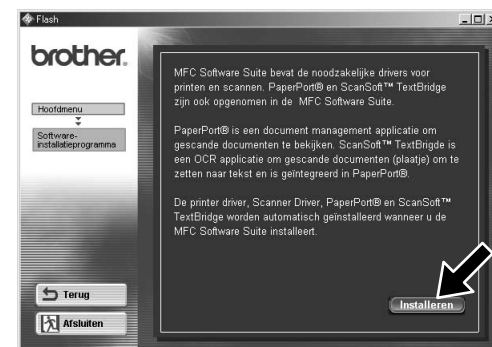 Flash
brother.
Hoofdmenu
Software-
installatieprogramma
MFC Software Suite bevat de noodzakelijke drivers voor
printen en scannen. PaperPort® en ScanSoft™ TextBridge
zijn ook opgenomen in de MFC Software Suite.
PaperPort® is een document management applicatie om
gescande documenten te bekijken. ScanSoft™ TextBrigde is
een OCR applicatie om gescande documenten (plaatje) om te
zetten naar tekst en is geïntegreerd in PaperPort®.
De printer driver, Scanner Driver, PaperPort® en ScanSoft™
TextBridge worden automatisch geïnstalleerd wanneer u de
MFC Software Suite installeert.
Installeren
Terug
Afsluiten